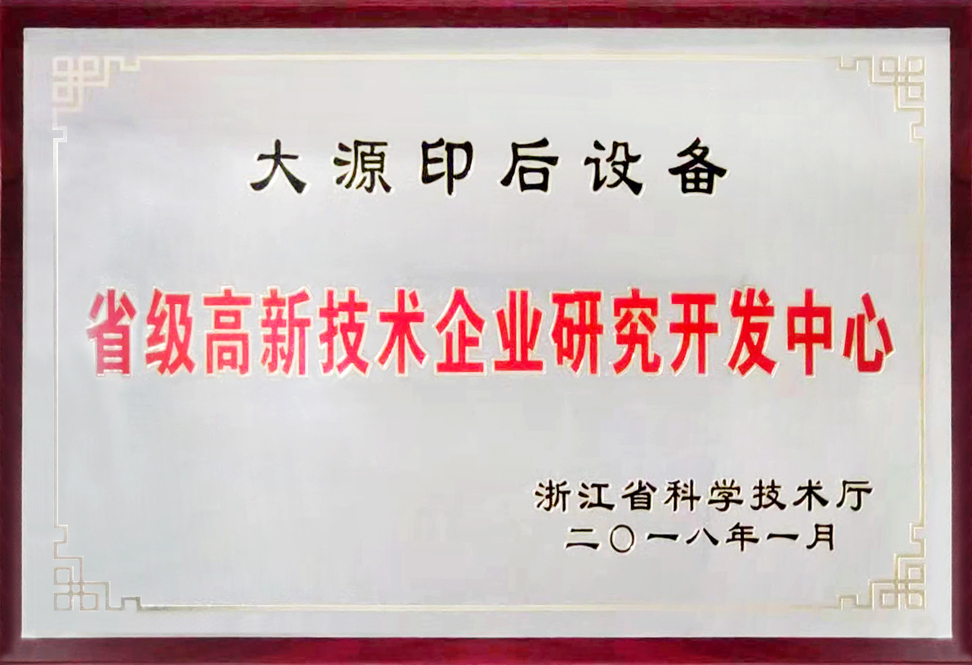 大源印后设备
省级高新技术企业研究开发中心
浙江省科学技术厅
二〇一八年一月